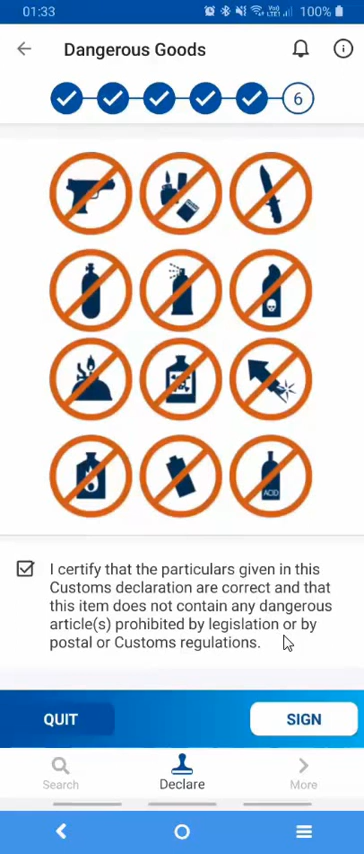 01:33 100%
Dangerous Goods
6
ACID
I certify that the particulars given in this
Customs declaration are correct and that
this item does not contain any dangerous
article(s) prohibited by legislation or by
postal or Customs regulations.
QUIT SIGN
Search Declare More